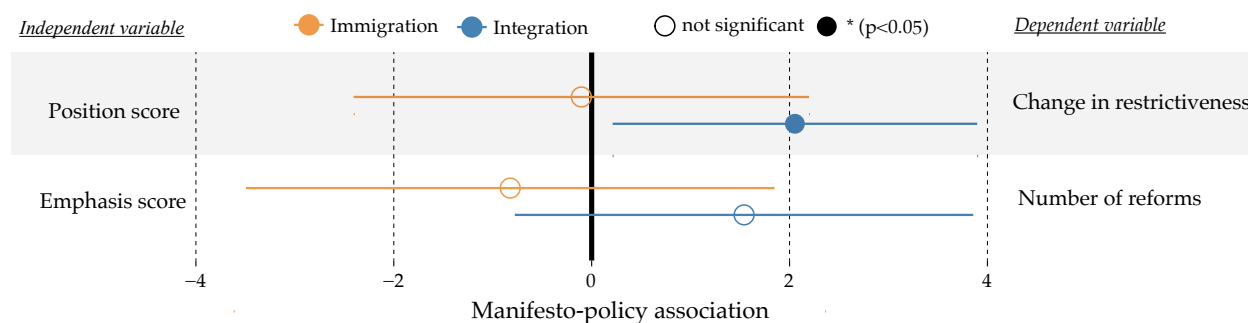 Independent variable
Immigration
Integration
not significant
* (p<0.05)
Dependent variable
Position score
Change in restrictiveness
Emphasis score
Number of reforms
−4
−2
0
2
4
Manifesto-policy association